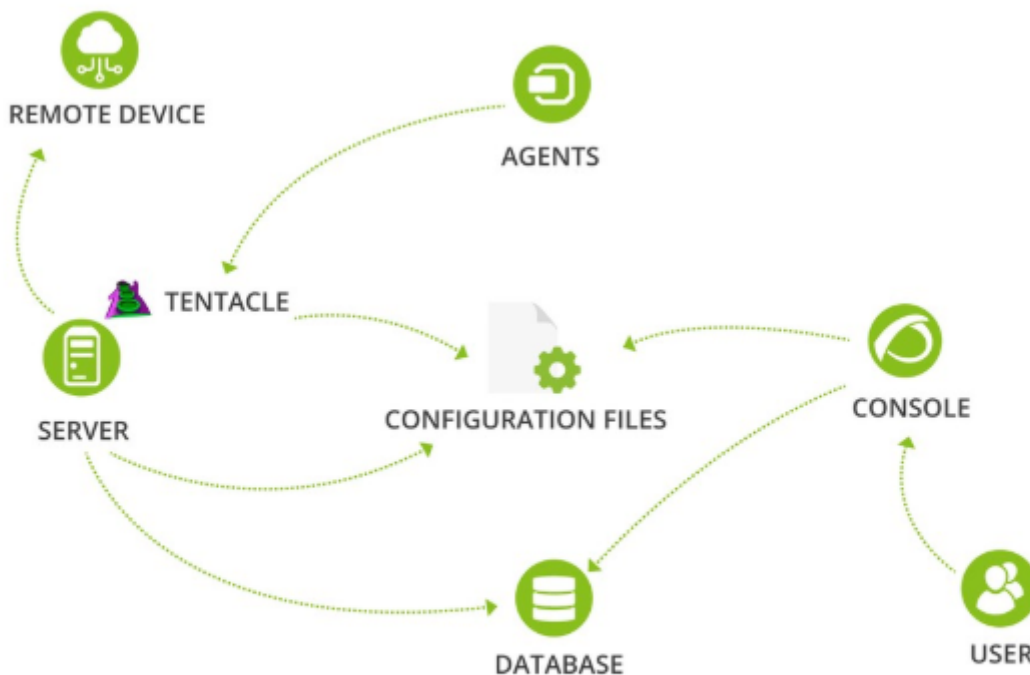 REMOTE DEVICE
AGENTS
TENTACLE
SERVER
CONFIGURATION FILES
CONSOLE
DATABASE
USER